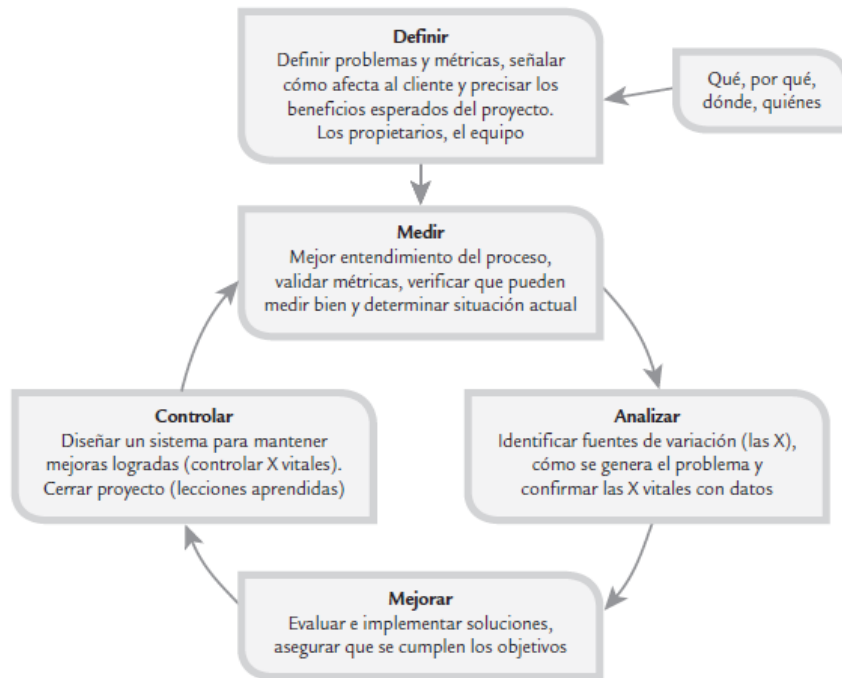 Definir
Definir problemas y métricas, señalar
cómo afecta al cliente y precisar los
beneficios esperados del proyecto.
Los propietarios, el equipo
Qué, por qué,
dónde, quiénes
Medir
Mejor entendimiento del proceso,
validar métricas, verificar que pueden
medir bien y determinar situación actual
Controlar
Diseñar un sistema para mantener
mejoras logradas (controlar X vitales).
Cerrar proyecto (lecciones aprendidas)
Analizar
Identificar fuentes de variación (las X),
cómo se genera el problema y
confirmar las X vitales con datos
Mejorar
Evaluar e implementar soluciones,
asegurar que se cumplen los objetivos